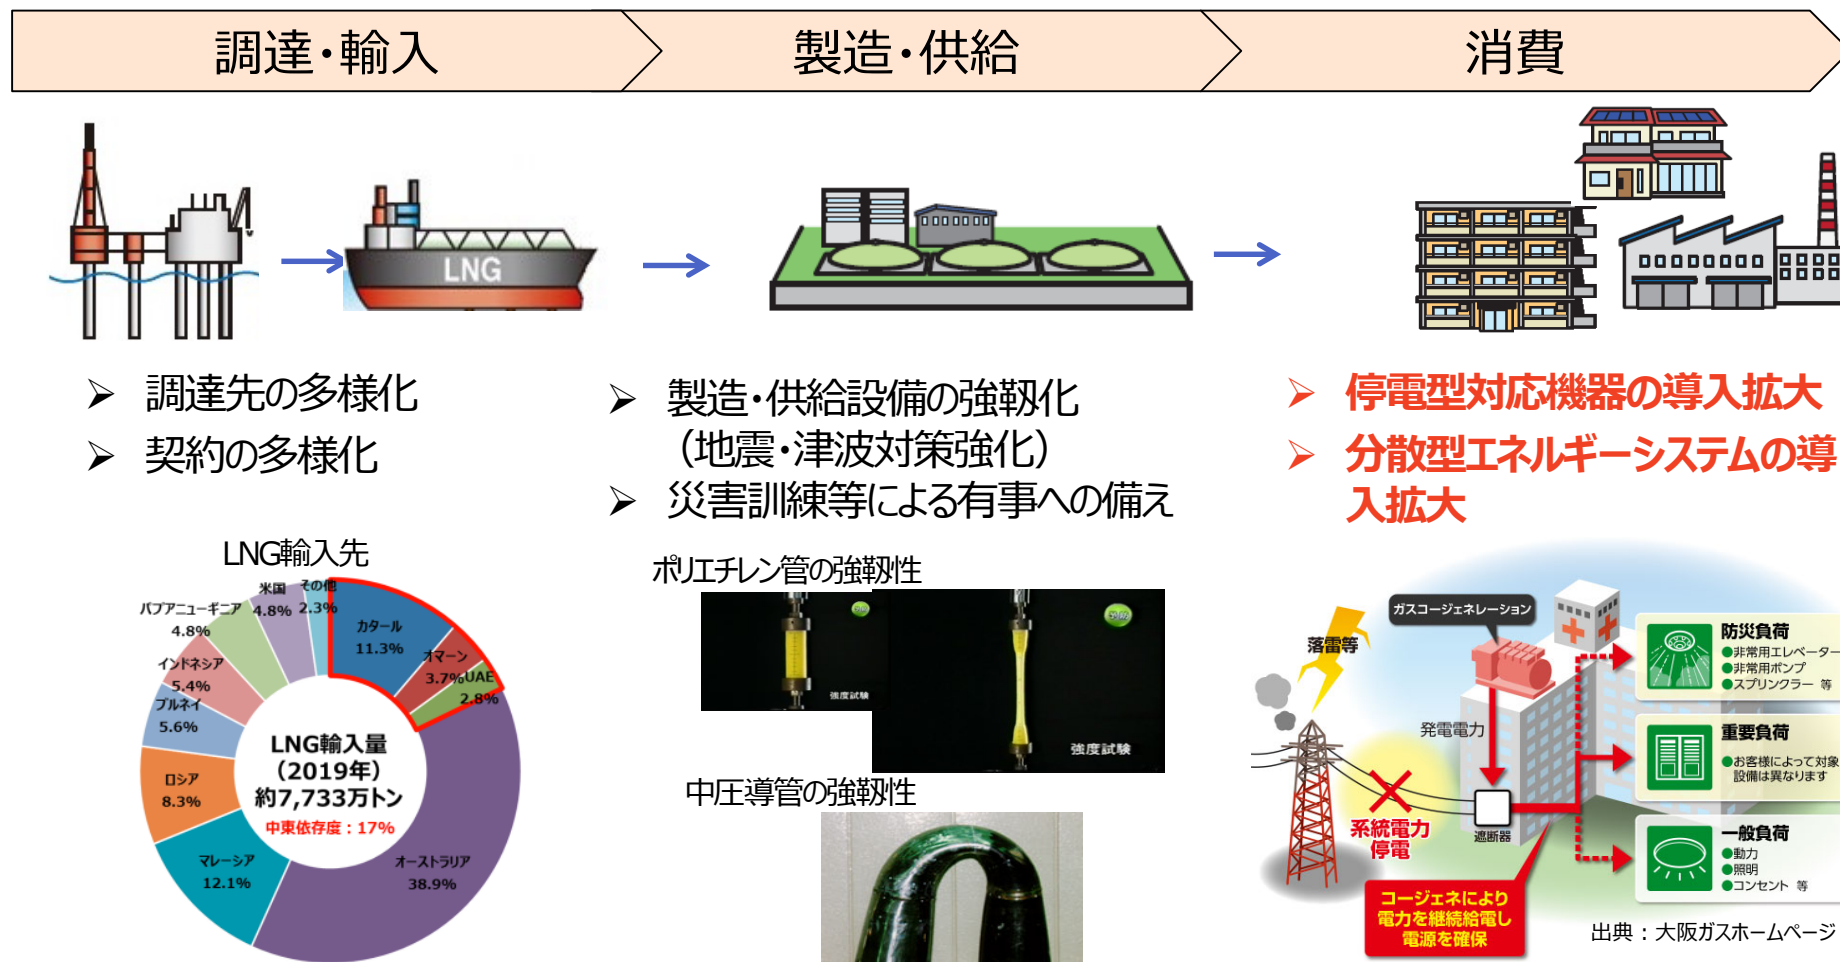 調達・輸入
製造・供給
消費
LNG
➢ 調達先の多様化
➢ 契約の多様化
➢ 製造・供給設備の強靱化
（地震・津波対策強化）
➢ 災害訓練等による有事への備え
➢ 停電型対応機器の導入拡大
➢ 分散型エネルギーシステムの導
入拡大
LNG輸入先
カタール
11.3%
オマーン
3.7%
UAE
2.8%
オーストラリア
38.9%
マレーシア
12.1%
ロシア
8.3%
ブルネイ
5.6%
インドネシア
5.4%
パプアニューギニア
4.8%
米国
4.8%
その他
2.3%
LNG輸入量
（2019年）
約7,733万トン
中東依存度：17%
ポリエチレン管の強靱性
強度試験
強度試験
中圧導管の強靱性
ガスコージェネレーション
落雷等
発電電力
系統電力
停電
遮断器
コージェネにより
電力を継続給電し
電源を確保
防災負荷
●非常用エレベーター
●非常用ポンプ
●スプリンクラー 等
重要負荷
●お客様によって対象
設備は異なります
一般負荷
●動力
●照明
●コンセント 等
出典：大阪ガスホームページ